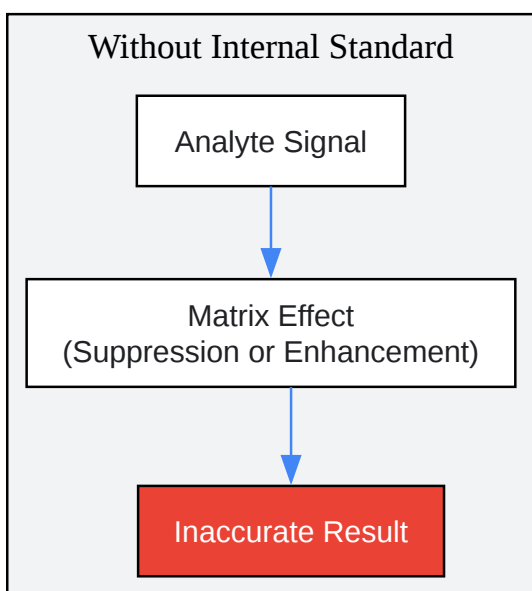 Without Internal Standard
Analyte Signal
Matrix Effect
(Suppression or Enhancement)
Inaccurate Result